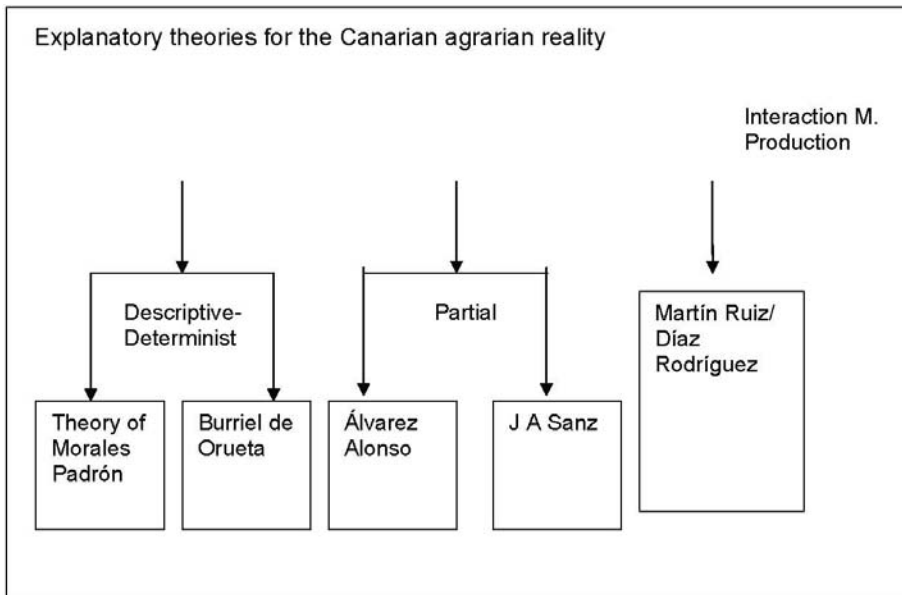 Explanatory theories for the Canarian agrarian reality
Interaction M.
Production
Descriptive-
Determinist
Partial
Theory of
Morales
Padrón
Burriel de
Orueta
Álvarez
Alonso
J A Sanz
Martín Ruiz/
Díaz
Rodríguez